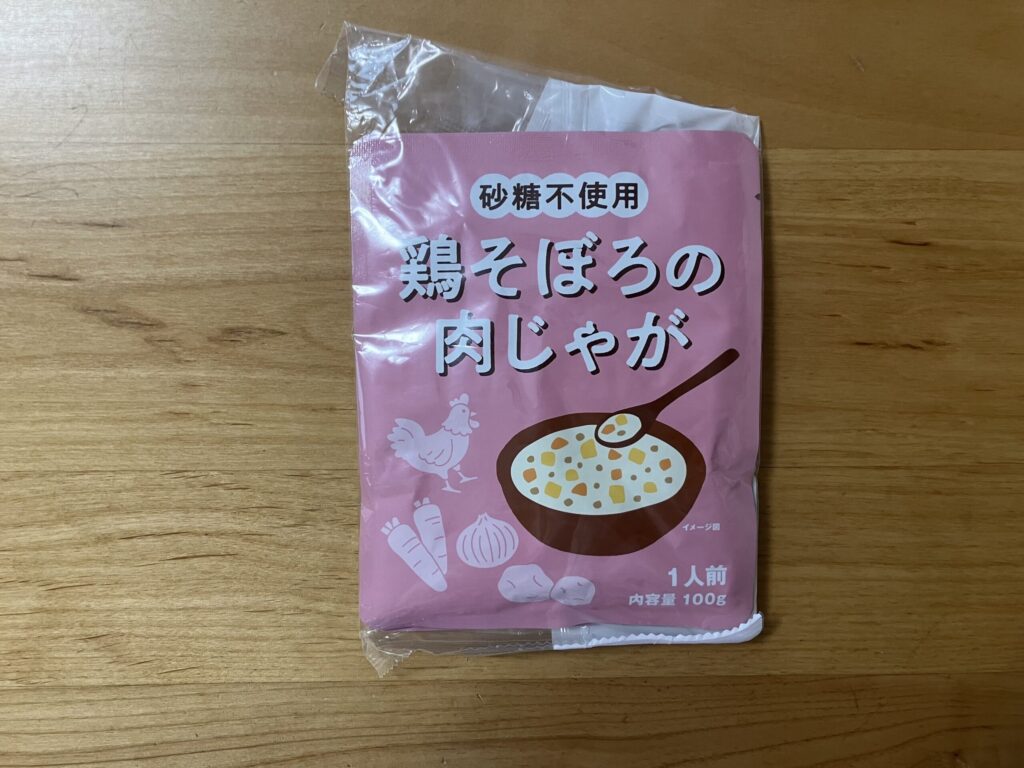 砂糖不使用
鶏そぼろの
肉じゃが
イメージ図
1人前
内容量 100g